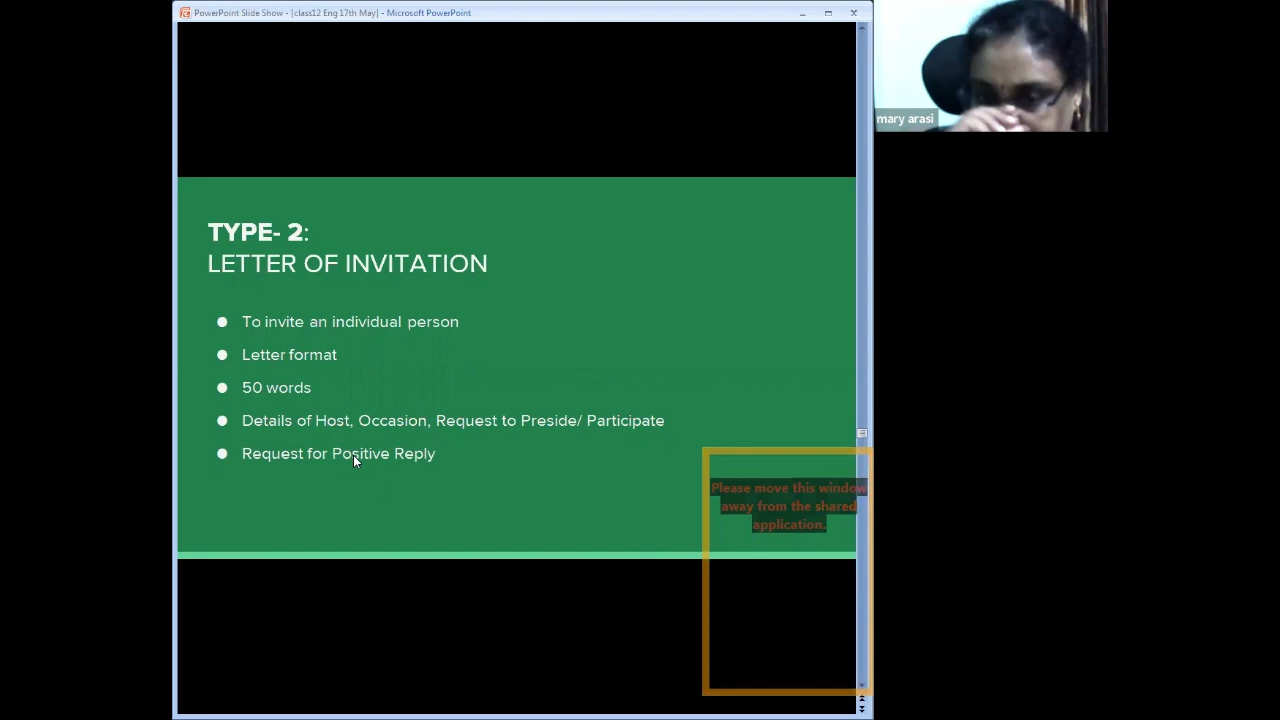 PowerPoint Slide Show - [class12 Eng 17th May] - Microsoft PowerPoint
mary arasi
TYPE- 2:
LETTER OF INVITATION
● To invite an individual person
● Letter format
● 50 words
● Details of Host, Occasion, Request to Preside/ Participate
● Request for Positive Reply
Please move this window
away from the shared
application.